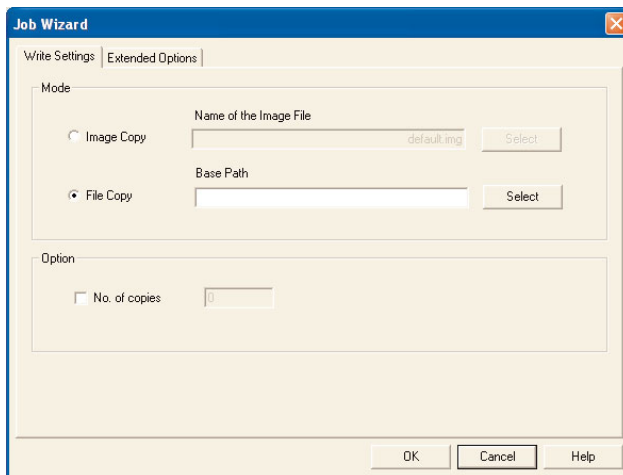 Job Wizard
Write Settings Extended Options
Mode
Name of the Image File
Image Copy default.img Select
Base Path
File Copy Select
Option
No. of copies 0
OK Cancel Help